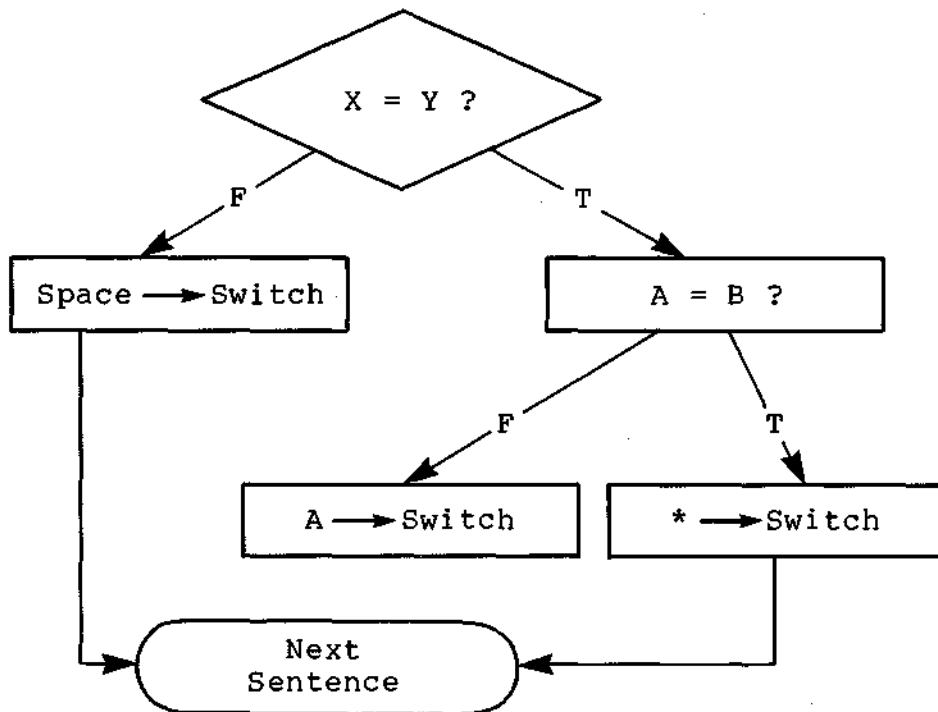 X = Y ?
F
T
Space → Switch
A = B ?
F
T
A → Switch
* → Switch
Next
Sentence